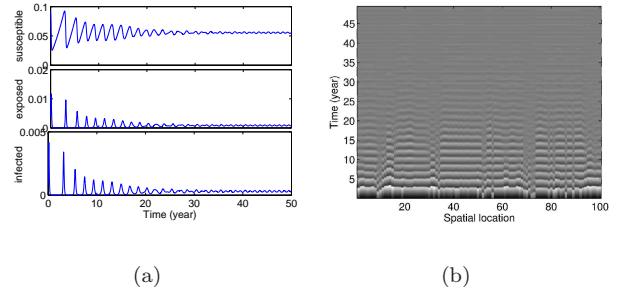 0.1
0.05
0
susceptible
0.02
0.01
0
exposed
0.005
0
infected
0 10 20 30 40 50
Time (year)
45
40
35
30
25
20
15
10
5
Time (year)
20 40 60 80 100
Spatial location
(a) (b)